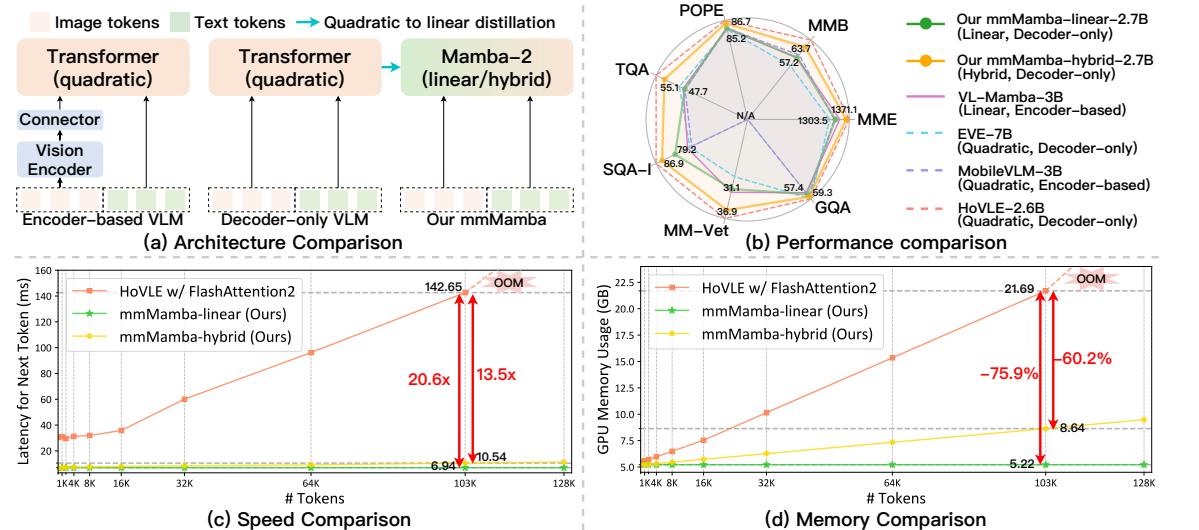 Image tokens
Text tokens
Quadratic to linear distillation
Transformer
(quadratic)
Transformer
(quadratic)
Mamba-2
(linear/hybrid)
Connector
Vision
Encoder
Encoder-based VLM
Decoder-only VLM
Our mmMamba
(a) Architecture Comparison
POPE
86.7
85.2
MMB
63.7
57.2
TQA
55.1
47.7
N/A
1371.1
1303.5
MME
79.2
86.9
SQA-I
31.1
36.9
MM-Vet
57.4
59.3
GQA
Our mmMamba-linear-2.7B
(Linear, Decoder-only)
Our mmMamba-hybrid-2.7B
(Hybrid, Decoder-only)
VL-Mamba-3B
(Linear, Encoder-based)
EVE-7B
(Quadratic, Decoder-only)
MobileVLM-3B
(Quadratic, Encoder-based)
HoVLE-2.6B
(Quadratic, Decoder-only)
(b) Performance comparison
Latency for Next Token (ms)
160
140
120
100
80
60
40
20
HoVLE w/ FlashAttention2
mmMamba-linear (Ours)
mmMamba-hybrid (Ours)
142.65
OOM
20.6x
13.5x
10.54
6.94
1K4K 8K 16K 32K 64K 103K 128K
# Tokens
(c) Speed Comparison
GPU Memory Usage (GB)
22.5
20.0
17.5
15.0
12.5
10.0
7.5
5.0
HoVLE w/ FlashAttention2
mmMamba-linear (Ours)
mmMamba-hybrid (Ours)
21.69
OOM
-75.9%
-60.2%
8.64
5.22
1K4K 8K 16K 32K 64K 103K 128K
# Tokens
(d) Memory Comparison